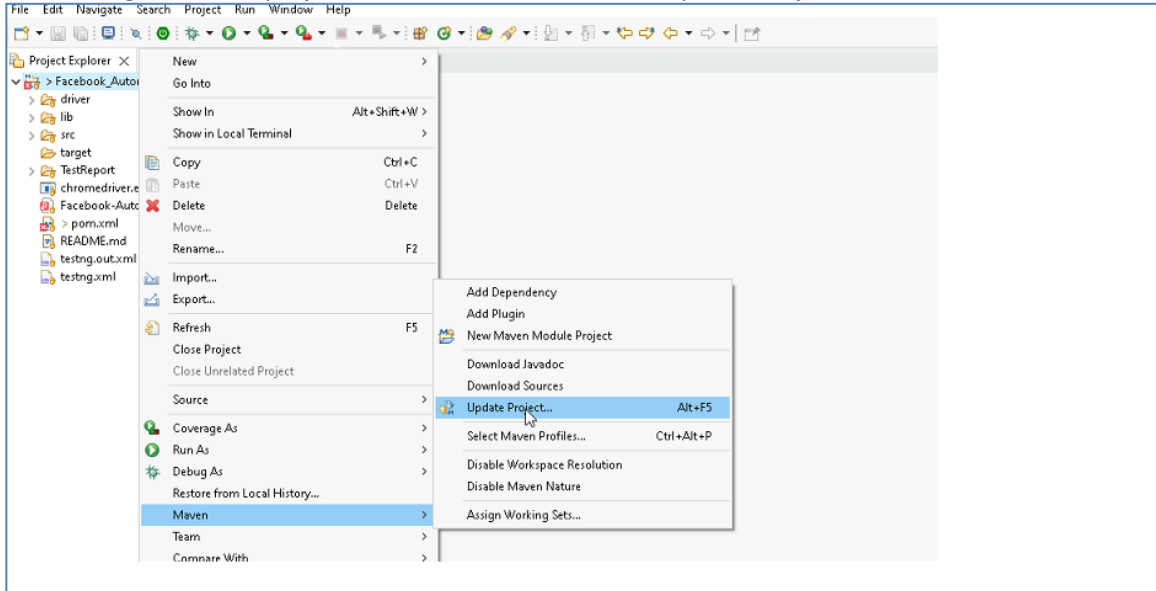 File Edit Navigate Search Project Run Window Help
Project Explorer
> Facebook_Autor
driver
lib
src
target
TestReport
chromedriver.e
Facebook-Autc
> pom.xml
README.md
testng.out.xml
testng.xml
New
Go Into
Show In Alt+Shift+W >
Show in Local Terminal
Copy Ctrl+C
Paste Ctrl+V
Delete Delete
Move...
Rename... F2
Import...
Export...
Refresh F5
Close Project
Close Unrelated Project
Source
Coverage As
Run As
Debug As
Restore from Local History...
Maven
Team
Compare With
Add Dependency
Add Plugin
New Maven Module Project
Download Javadoc
Download Sources
Update Project... Alt+F5
Select Maven Profiles... Ctrl+Alt+P
Disable Workspace Resolution
Disable Maven Nature
Assign Working Sets...